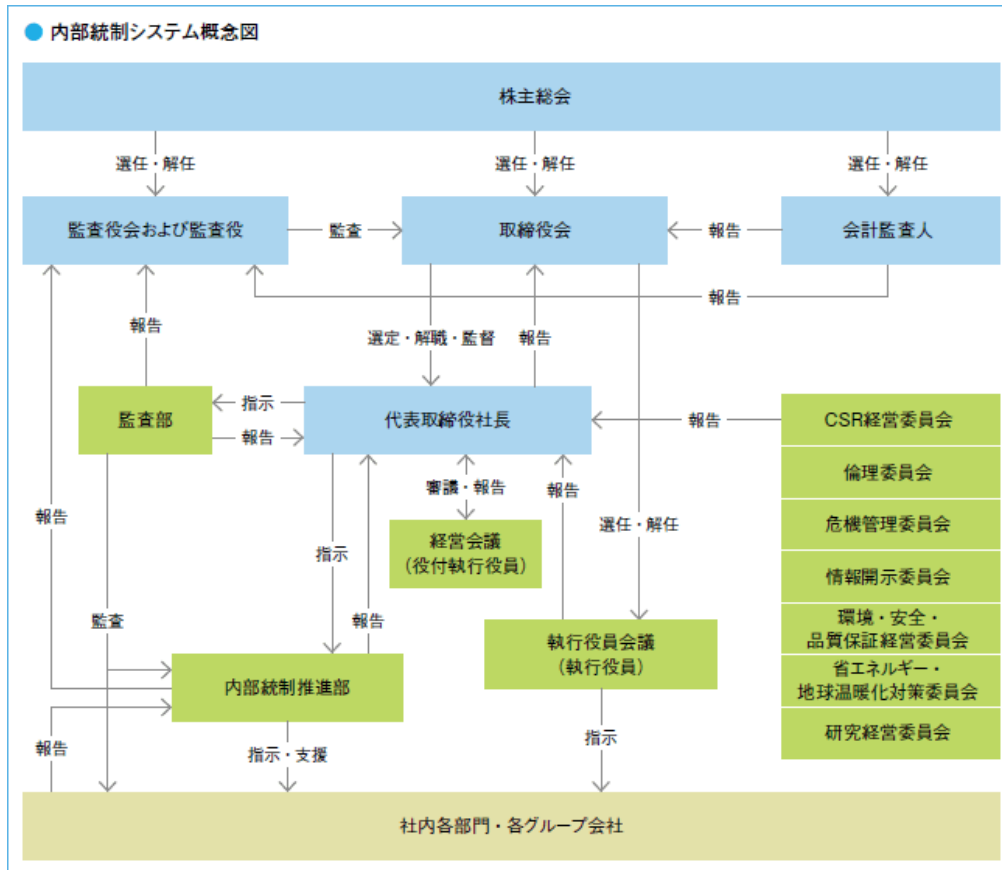 内部統制システム概念図
株主総会
選任・解任
選任・解任
選任・解任
監査役会および監査役
監査
取締役会
報告
会計監査人
報告
報告
選定・解職・監督
報告
監査部
指示
報告
代表取締役社長
報告
CSR経営委員会
倫理委員会
危機管理委員会
情報開示委員会
環境・安全・
品質保証経営委員会
省エネルギー・
地球温暖化対策委員会
研究経営委員会
審議・報告
報告
報告
選任・解任
経営会議
(役付執行役員)
指示
報告
監査
執行役員会議
(執行役員)
内部統制推進部
報告
指示・支援
指示
社内各部門・各グループ会社